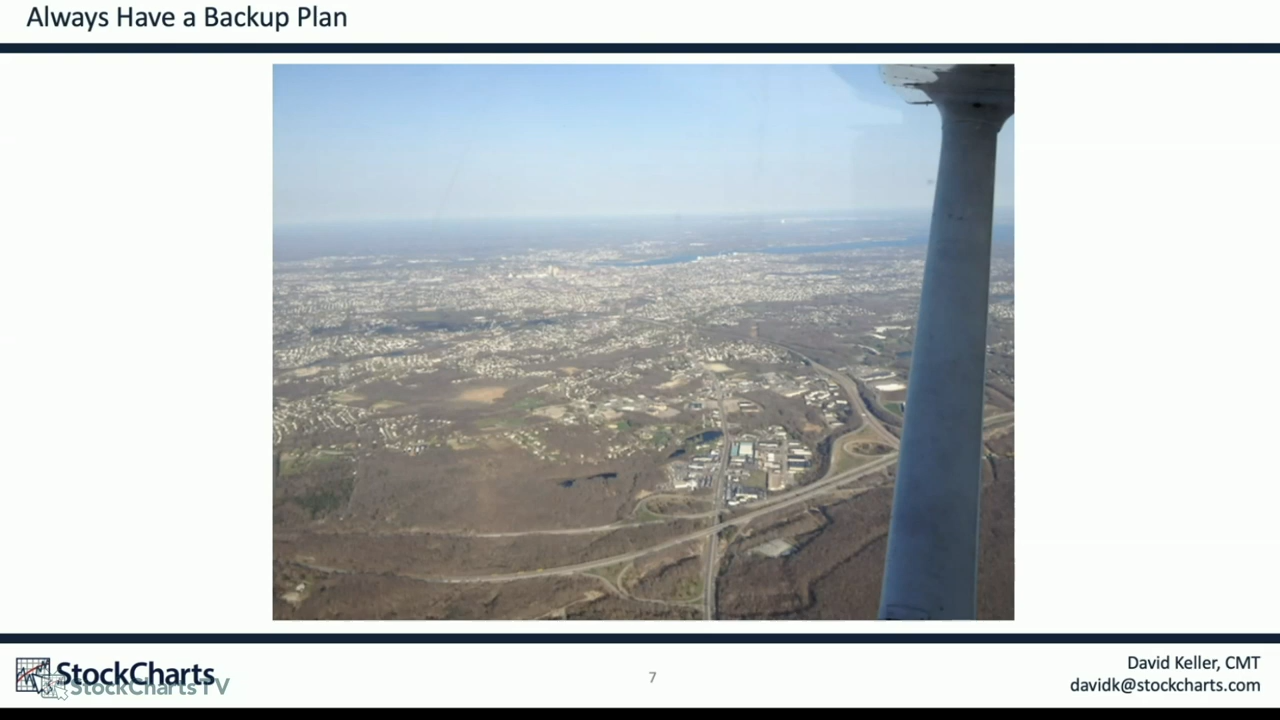 Always Have a Backup Plan
StockCharts
StockCharts TV
7
David Keller, CMT
davidk@stockcharts.com